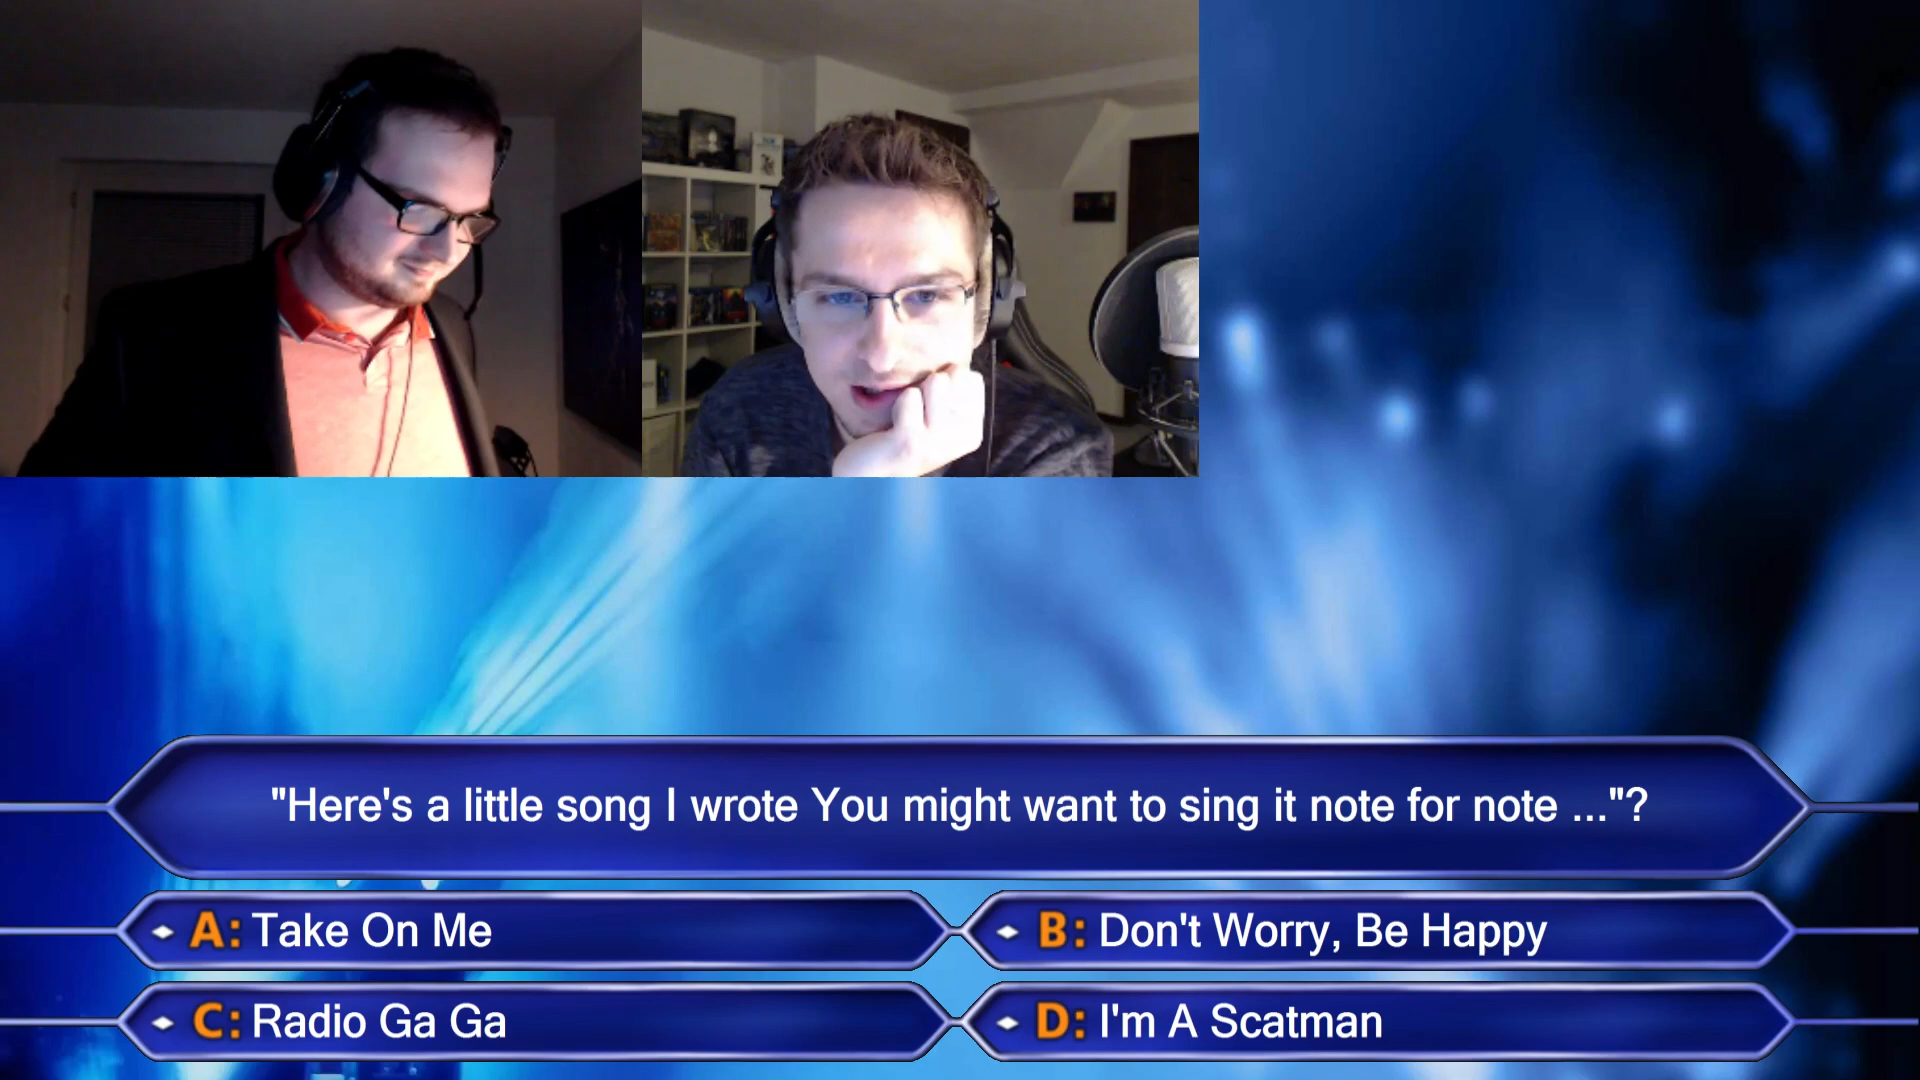 "Here's a little song I wrote You might want to sing it note for note ..."?
A: Take On Me
B: Don't Worry, Be Happy
C: Radio Ga Ga
D: I'm A Scatman